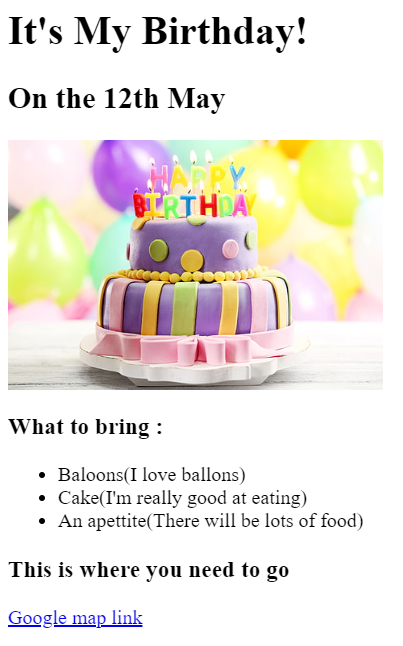 It's My Birthday!
On the 12th May
HAPPY
BIRTHDAY
What to bring :
Baloons(I love ballons)
Cake(I'm really good at eating)
An apettite(There will be lots of food)
This is where you need to go
Google map link